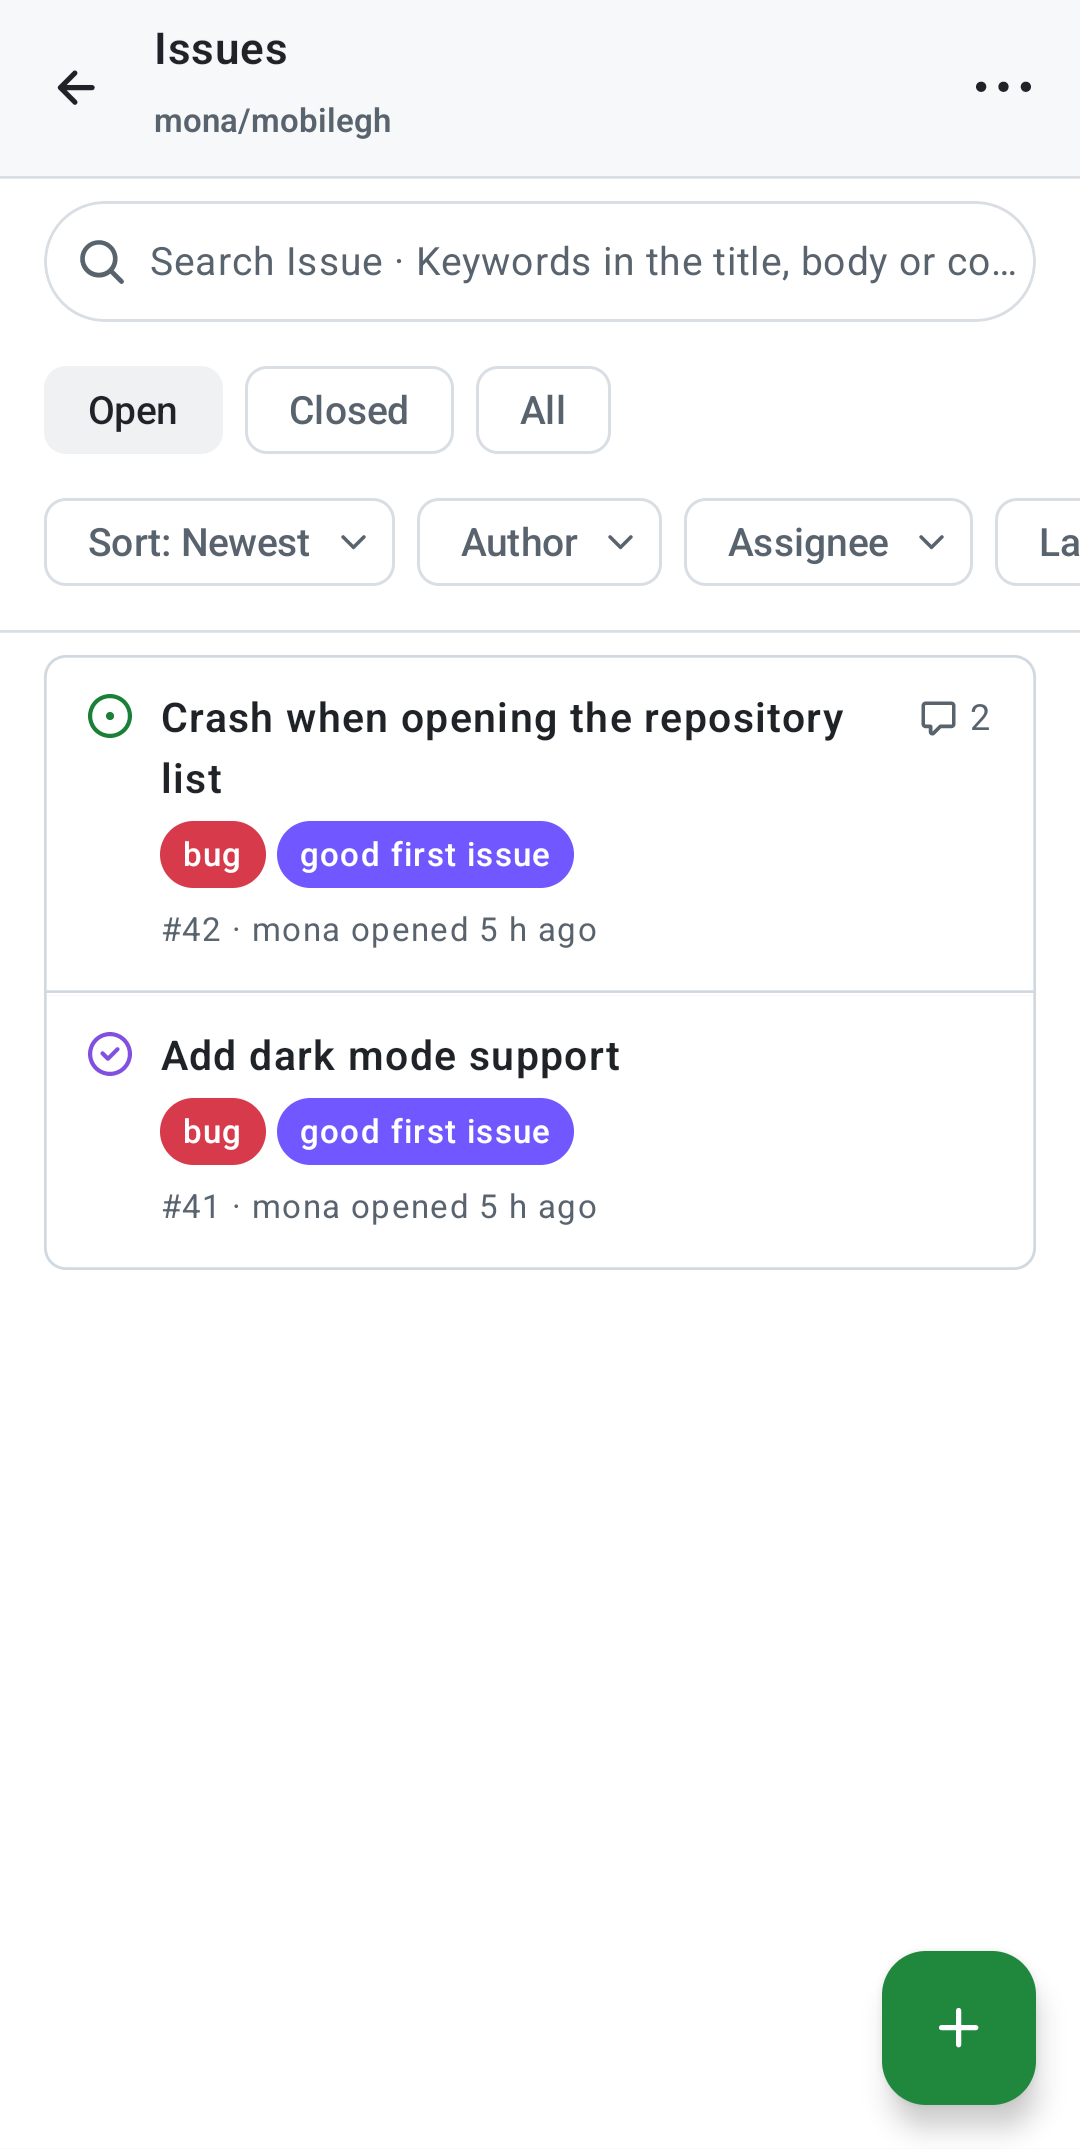 Issues
mona/mobilegh
Search Issue · Keywords in the title, body or co…
Open
Closed
All
Sort: Newest
Author
Assignee
La
Crash when opening the repository
list
2
bug
good first issue
#42 · mona opened 5 h ago
Add dark mode support
bug
good first issue
#41 · mona opened 5 h ago